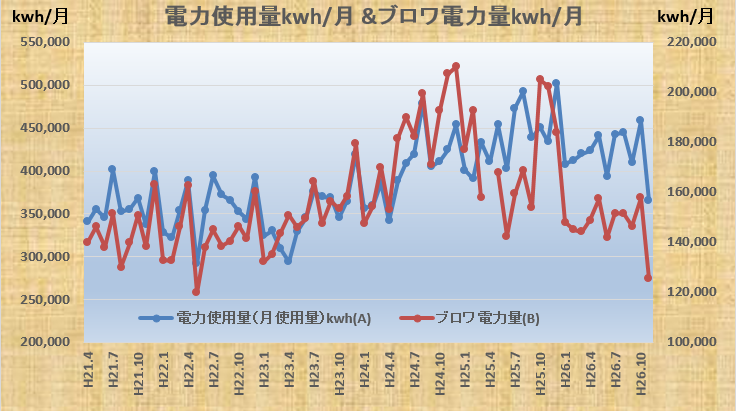 電力使用量kwh/月 &ブロワ電力量kwh/月
kwh/月
kwh/月
550,000
500,000
450,000
400,000
350,000
300,000
250,000
200,000
220,000
200,000
180,000
160,000
140,000
120,000
100,000
電力使用量(月使用量)kwh(A)
ブロワ電力量(B)
H21.4
H21.7
H21.10
H22.1
H22.4
H22.7
H22.10
H23.1
H23.4
H23.7
H23.10
H24.1
H24.4
H24.7
H24.10
H25.1
H25.4
H25.7
H25.10
H26.1
H26.4
H26.7
H26.10